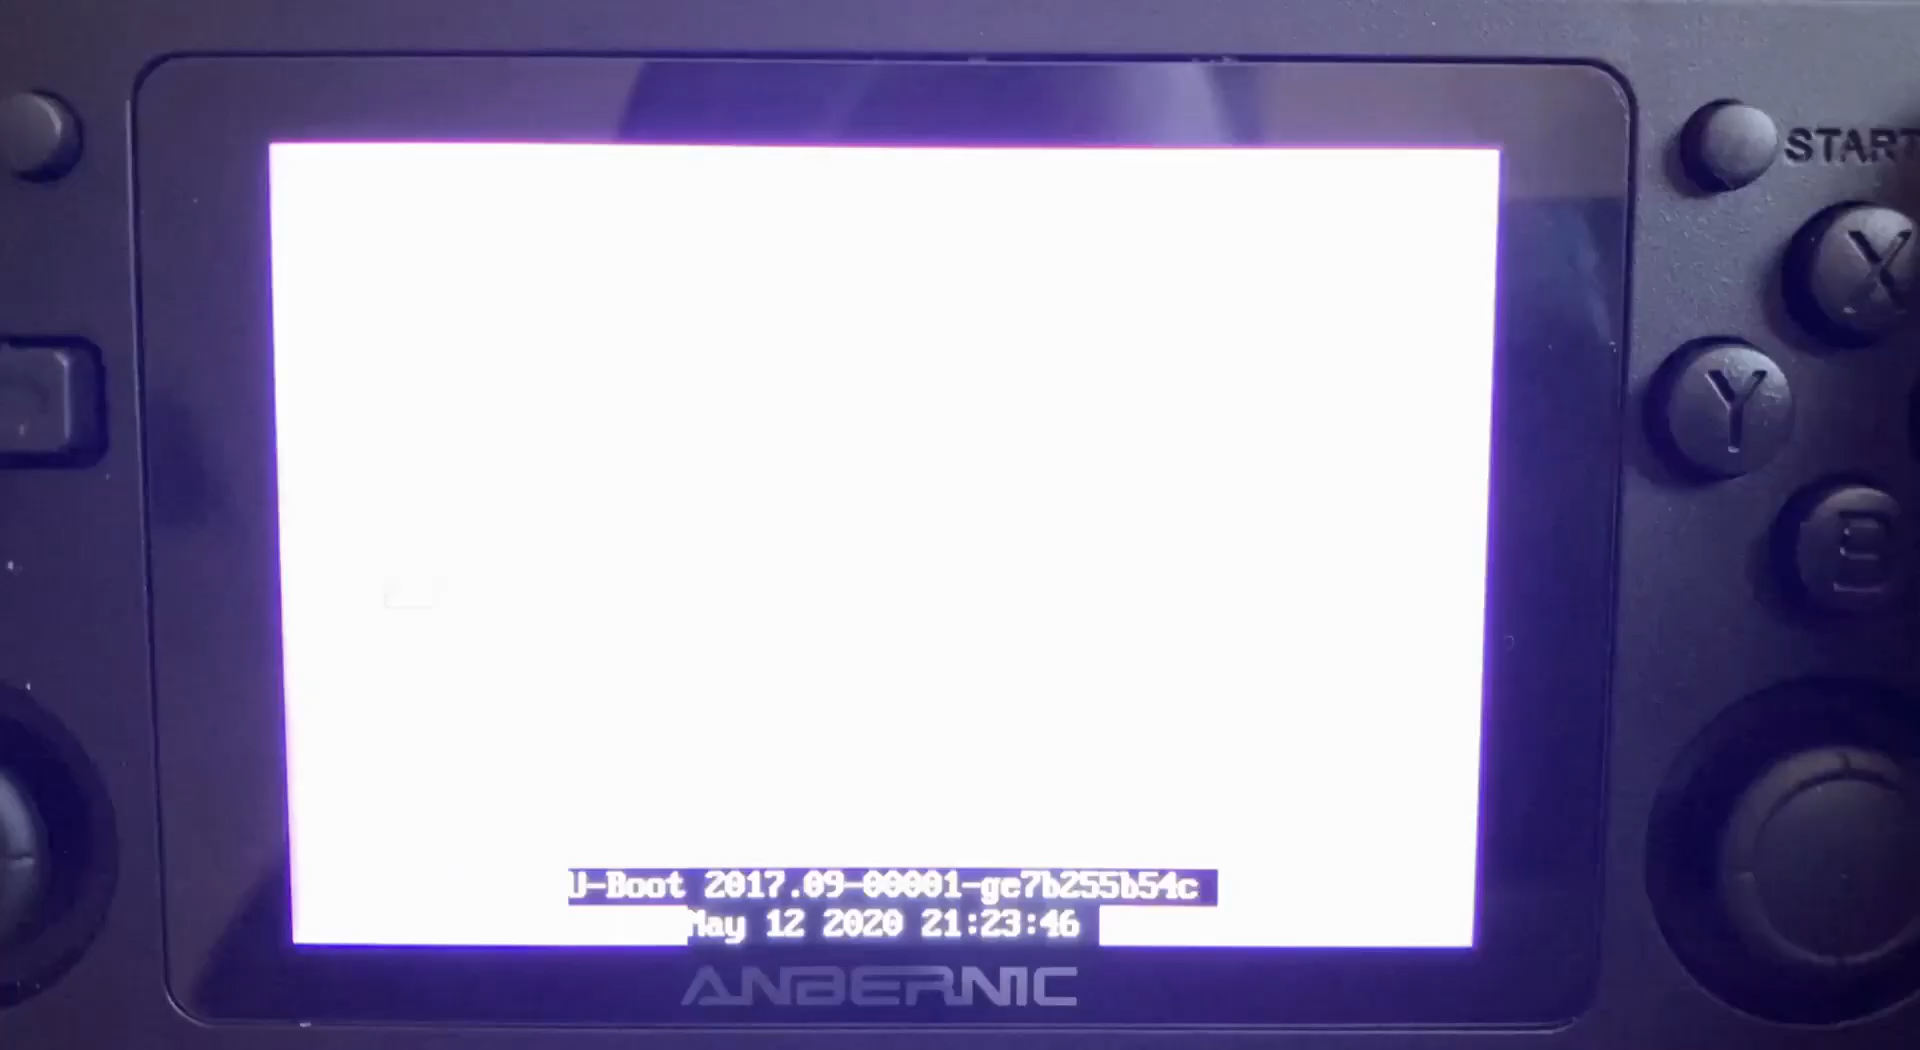 START
X
Y
B
U-Boot 2017.09-00001-ge7b255b54c
May 12 2020 21:23:46
ANBERNIC